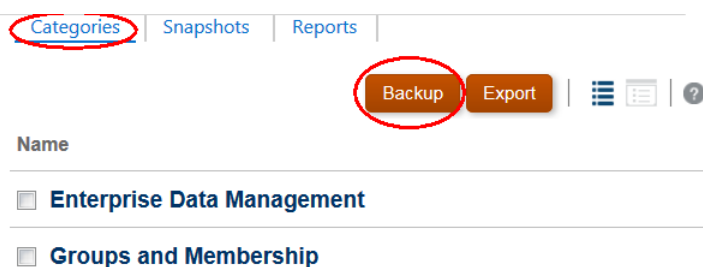 Categories Snapshots Reports
Backup Export ?
Name
Enterprise Data Management
Groups and Membership